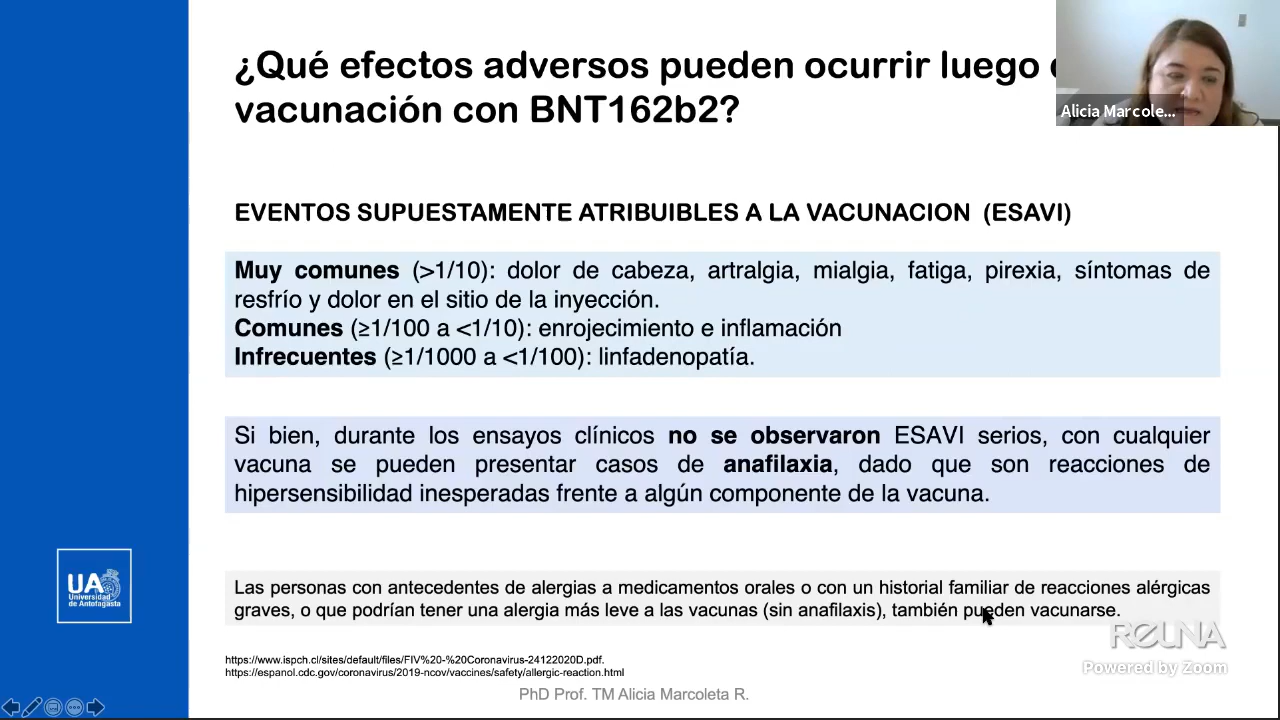 ¿Qué efectos adversos pueden ocurrir luego
vacunación con BNT162b2?
Alicia Marcole...
EVENTOS SUPUESTAMENTE ATRIBUIBLES A LA VACUNACION (ESAVI)
Muy comunes (>1/10): dolor de cabeza, artralgia, mialgia, fatiga, pirexia, síntomas de
resfrío y dolor en el sitio de la inyección.
Comunes (≥1/100 a <1/10): enrojecimiento e inflamación
Infrecuentes (≥1/1000 a <1/100): linfadenopatía.
Si bien, durante los ensayos clínicos no se observaron ESAVI serios, con cualquier
vacuna se pueden presentar casos de anafilaxia, dado que son reacciones de
hipersensibilidad inesperadas frente a algún componente de la vacuna.
UA
Universidad
de Antofagasta
Las personas con antecedentes de alergias a medicamentos orales o con un historial familiar de reacciones alérgicas
graves, o que podrían tener una alergia más leve a las vacunas (sin anafilaxis), también pueden vacunarse.
REUNA
Powered by Zoom
https://www.ispch.cl/sites/default/files/FIV%20-%20Coronavirus-24122020D.pdf.
https://espanol.cdc.gov/coronavirus/2019-ncov/vaccines/safety/allergic-reaction.html
PhD Prof. TM Alicia Marcoleta R.